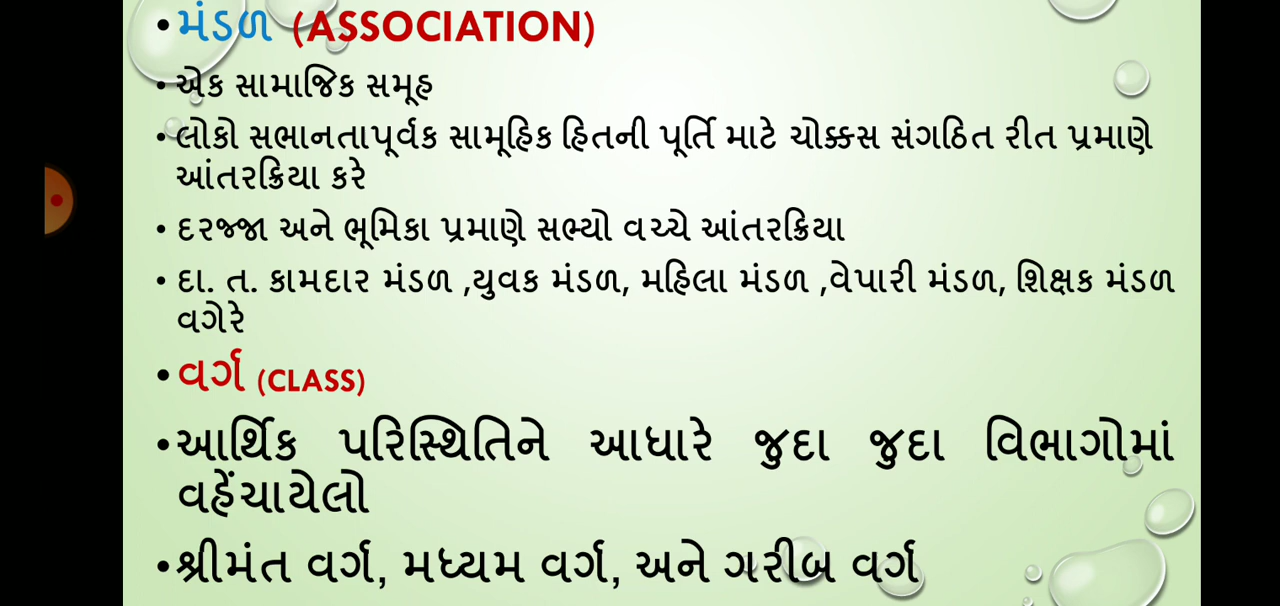 •મંડળ (ASSOCIATION)
• એક સામાજિક સમૂહ
• લોકો સભાનતાપૂર્વક સામૂહિક હિતની પૂર્તિ માટે ચોક્કસ સંગઠિત રીત પ્રમાણે
આંતરક્રિયા કરે
• દરજ્જા અને ભૂમિકા પ્રમાણે સભ્યો વચ્ચે આંતરક્રિયા
• દા. ત. કામદાર મંડળ ,યુવક મંડળ, મહિલા મંડળ ,વેપારી મંડળ, શિક્ષક મંડળ
વગેરે
•વર્ગ (CLASS)
•આર્થિક પરિસ્થિતિને આધારે જુદા જુદા વિભાગોમાં
વહેંચાયેલો
•શ્રીમંત વર્ગ, મધ્યમ વર્ગ, અને ગરીબ વર્ગ